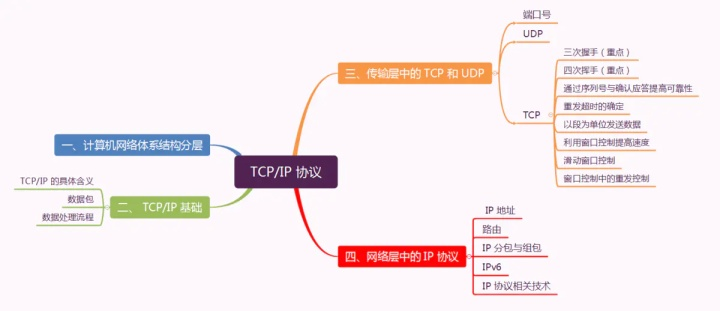 TCP/IP 协议
一、计算机网络体系结构分层
二、 TCP/IP 基础
TCP/IP 的具体含义
数据包
数据处理流程
三、传输层中的 TCP 和 UDP
端口号
UDP
TCP
三次握手（重点）
四次挥手（重点）
通过序列号与确认应答提高可靠性
重发超时的确定
以段为单位发送数据
利用窗口控制提高速度
滑动窗口控制
窗口控制中的重发控制
四、网络层中的 IP 协议
IP 地址
路由
IP 分包与组包
IPv6
IP 协议相关技术